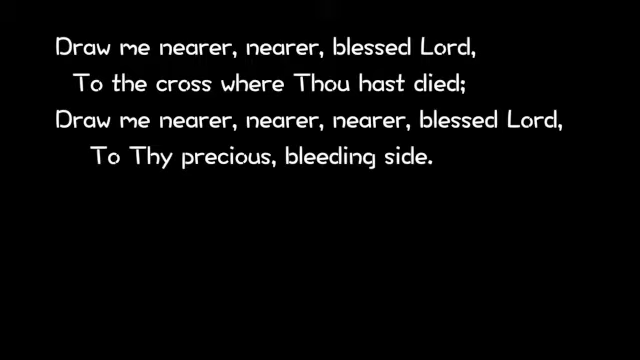 Draw me nearer, nearer, blessed Lord,
To the cross where Thou hast died;
Draw me nearer, nearer, nearer, blessed Lord,
To Thy precious, bleeding side.